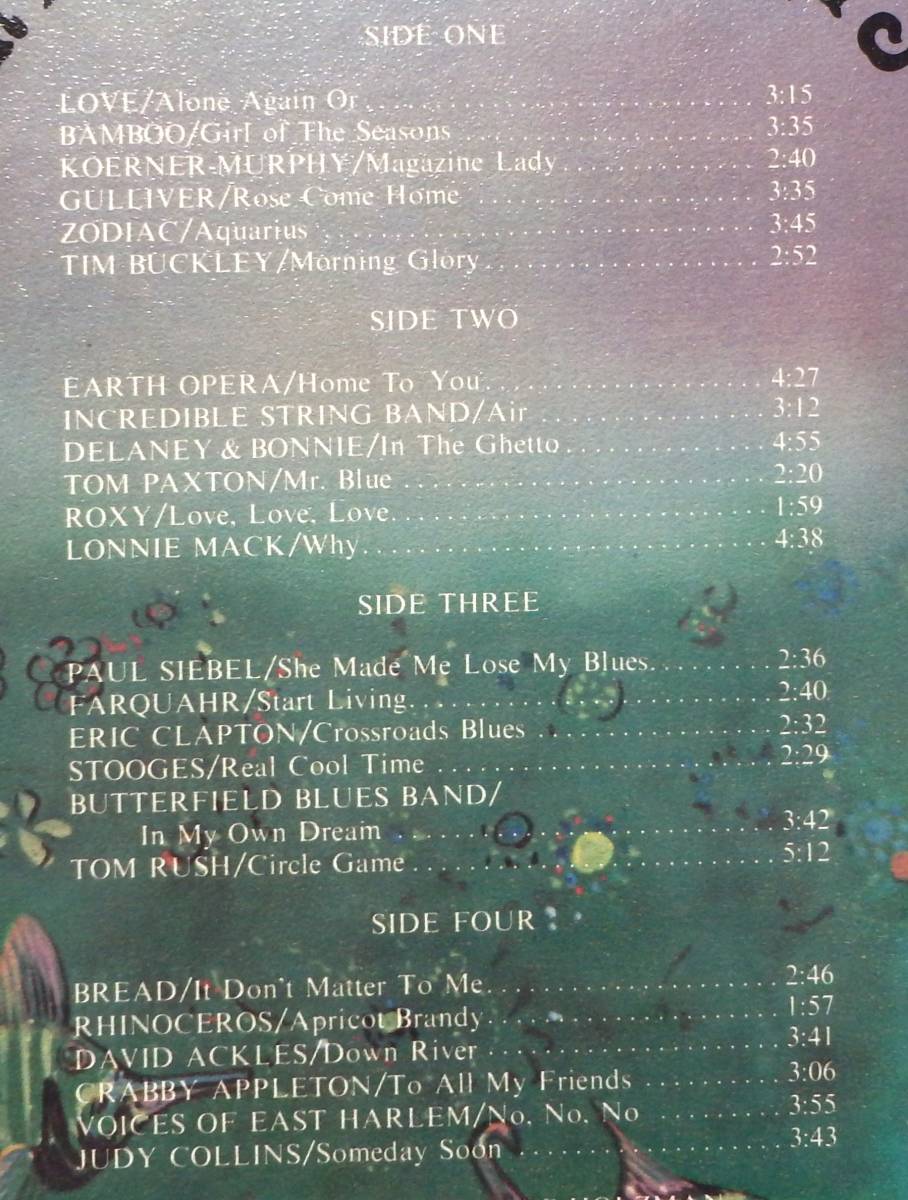 SIDE ONE
LOVE/Alone Again Or .......................... 3:15
BAMBOO/Girl of The Seasons .................... 3:35
KOERNER-MURPHY/Magazine Lady.............. 2:40
GULLIVER/Rose Come Home .................... 3:35
ZODIAC/Aquarius ............................... 3:45
TIM BUCKLEY/Morning Glory................... 2:52
SIDE TWO
EARTH OPERA/Home To You................... 4:27
INCREDIBLE STRING BAND/Air ................ 3:12
DELANEY & BONNIE/In The Ghetto............. 4:55
TOM PAXTON/Mr. Blue ......................... 2:20
ROXY/Love, Love, Love.......................... 1:59
LONNIE MACK/Why............................ 4:38
SIDE THREE
PAUL SIEBEL/She Made Me Lose My Blues......... 2:36
FARQUAHR/Start Living......................... 2:40
ERIC CLAPTON/Crossroads Blues ................ 2:32
STOOGES/Real Cool Time ....................... 2:29
BUTTERFIELD BLUES BAND/
In My Own Dream .......................... 3:42
TOM RUSH/Circle Game ......................... 5:12
SIDE FOUR
BREAD/It Don't Matter To Me................... 2:46
RHINOCEROS/Apricot Brandy.................... 1:57
DAVID ACKLES/Down River .................... 3:41
CRABBY APPLETON/To All My Friends .......... 3:06
VOICES OF EAST HARLEM/No, No, No .......... 3:55
JUDY COLLINS/Someday Soon .................. 3:43